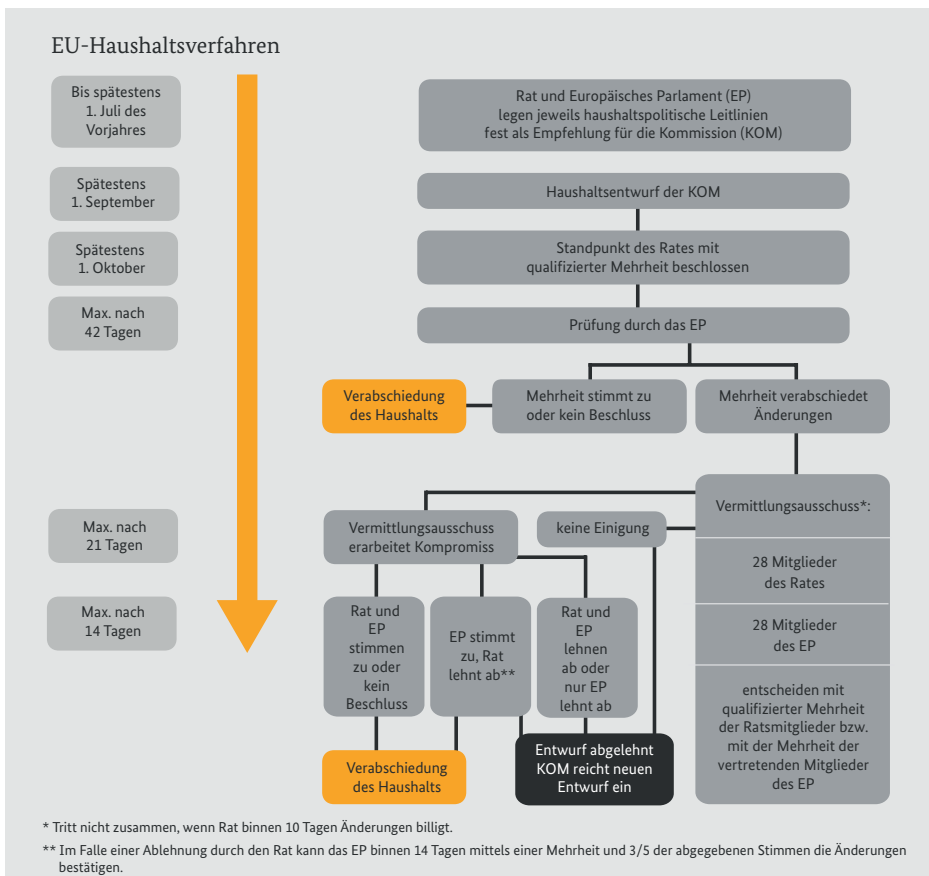 EU-Haushaltsverfahren
Bis spätestens
1. Juli des
Vorjahres
Rat und Europäisches Parlament (EP)
legen jeweils haushaltspolitische Leitlinien
fest als Empfehlung für die Kommission (KOM)
Spätestens
1. September
Haushaltsentwurf der KOM
Spätestens
1. Oktober
Standpunkt des Rates mit
qualifizierter Mehrheit beschlossen
Max. nach
42 Tagen
Prüfung durch das EP
Verabschiedung
des Haushalts
Mehrheit stimmt zu
oder kein Beschluss
Mehrheit verabschiedet
Änderungen
Max. nach
21 Tagen
Vermittlungsausschuss
erarbeitet Kompromiss
keine Einigung
Vermittlungsausschuss*:
28 Mitglieder
des Rates
28 Mitglieder
des EP
entscheiden mit
qualifizierter Mehrheit
der Ratsmitglieder bzw.
mit der Mehrheit der
vertretenden Mitglieder
des EP
Max. nach
14 Tagen
Rat und
EP
stimmen
zu oder
kein
Beschluss
EP stimmt
zu, Rat
lehnt ab**
Rat und
EP
lehnen
ab oder
nur EP
lehnt ab
Verabschiedung
des Haushalts
Entwurf abgelehnt
KOM reicht neuen
Entwurf ein
* Tritt nicht zusammen, wenn Rat binnen 10 Tagen Änderungen billigt.
** Im Falle einer Ablehnung durch den Rat kann das EP binnen 14 Tagen mittels einer Mehrheit und 3/5 der abgegebenen Stimmen die Änderungen
bestätigen.